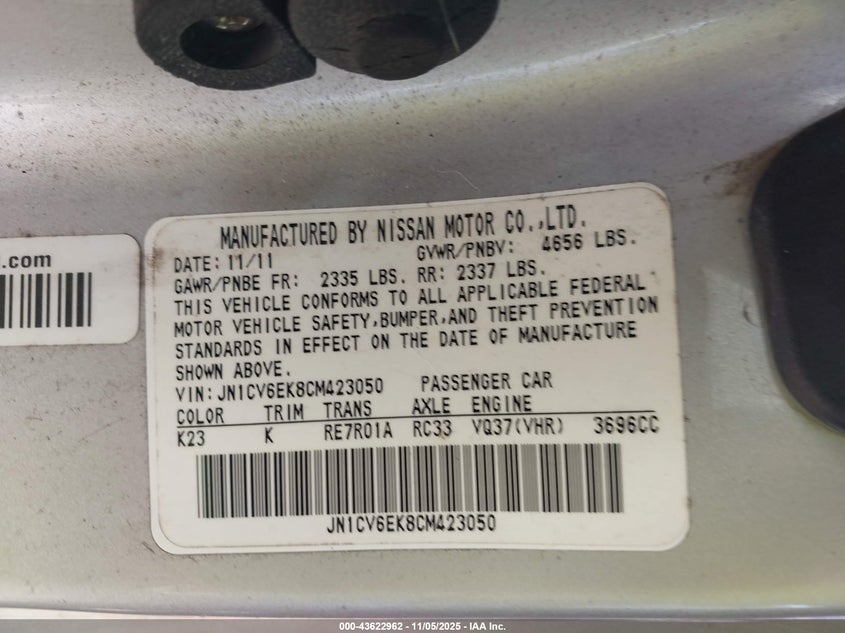 MANUFACTURED BY NISSAN MOTOR CO.,LTD.
DATE: 11/11 GVWR/PNBV: 4656 LBS.
GAWR/PNBE FR: 2335 LBS. RR: 2337 LBS.
THIS VEHICLE CONFORMS TO ALL APPLICABLE FEDERAL
MOTOR VEHICLE SAFETY,BUMPER,AND THEFT PREVENTION
STANDARDS IN EFFECT ON THE DATE OF MANUFACTURE
SHOWN ABOVE.
VIN: JN1CV6EK8CM423050 PASSENGER CAR
COLOR TRIM TRANS AXLE ENGINE
K23 K RE7R01A RC33 VQ37(VHR) 3696CC
JN1CV6EK8CM423050
.com
000-43622962 - 11/05/2025 - IAA Inc.